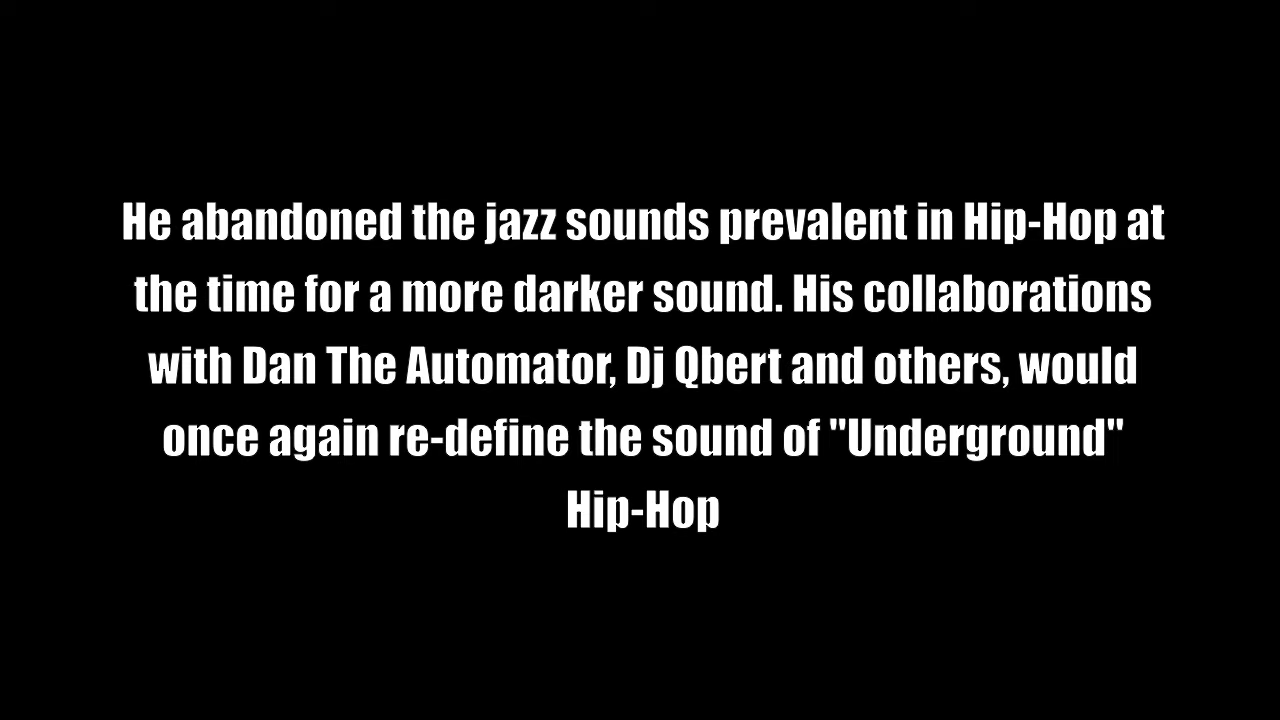 He abandoned the jazz sounds prevalent in Hip-Hop at
the time for a more darker sound. His collaborations
with Dan The Automator, Dj Qbert and others, would
once again re-define the sound of "Underground"
Hip-Hop